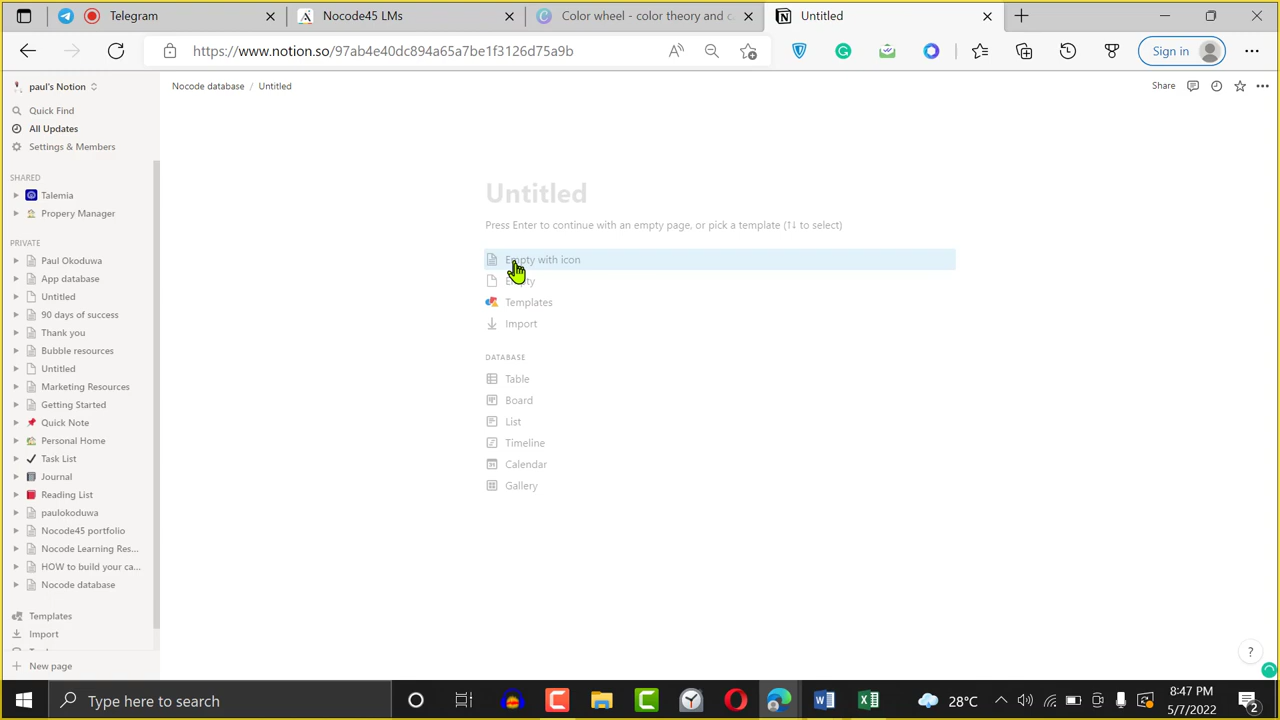 Telegram
Nocode45 LMs
Color wheel - color theory and c
Untitled
https://www.notion.so/97ab4e40dc894a65a7be1f3126d75a9b
Sign in
paul's Notion
Nocode database / Untitled
Share
Quick Find
All Updates
Settings & Members
SHARED
Talemia
Propery Manager
PRIVATE
Paul Okoduwa
App database
Untitled
90 days of success
Thank you
Bubble resources
Untitled
Marketing Resources
Getting Started
Quick Note
Personal Home
Task List
Journal
Reading List
paulokoduwa
Nocode45 portfolio
Nocode Learning Res...
HOW to build your ca...
Nocode database
Templates
Import
New page
Untitled
Press Enter to continue with an empty page, or pick a template (↑↓ to select)
Empty with icon
Empty
Templates
Import
DATABASE
Table
Board
List
Timeline
Calendar
Gallery
?
Type here to search
28°C
8:47 PM
5/7/2022
2